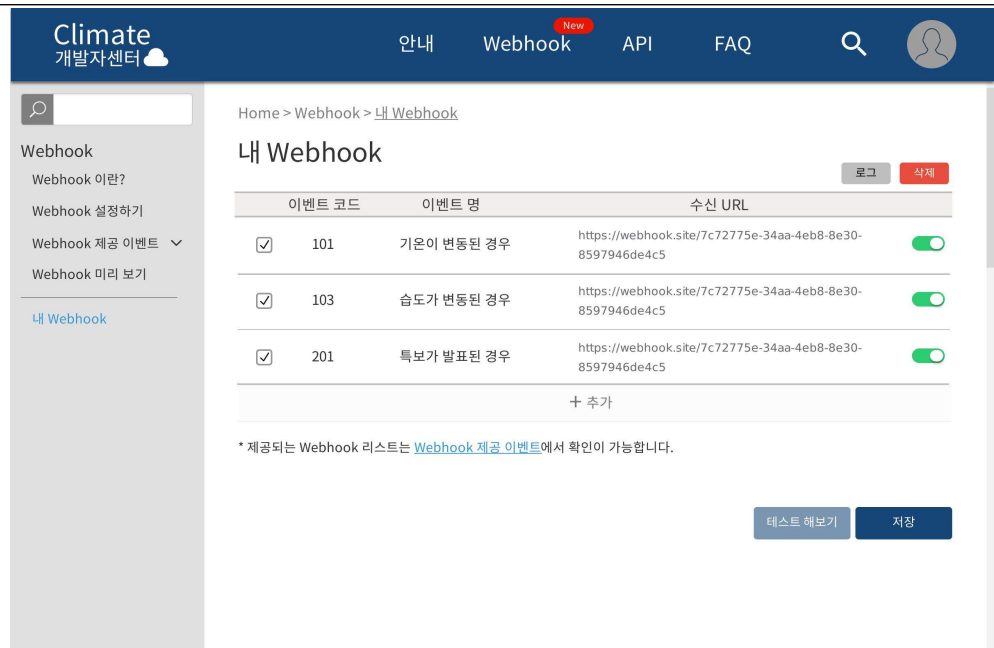 Climate
개발자센터
안내 Webhook New API FAQ
Webhook
Webhook 이란?
Webhook 설정하기
Webhook 제공 이벤트
Webhook 미리 보기
내 Webhook
Home > Webhook > 내 Webhook
내 Webhook
로그 삭제
이벤트 코드 이벤트 명 수신 URL
101 기온이 변동된 경우 https://webhook.site/7c72775e-34aa-4eb8-8e30-
8597946de4c5
103 습도가 변동된 경우 https://webhook.site/7c72775e-34aa-4eb8-8e30-
8597946de4c5
201 특보가 발표된 경우 https://webhook.site/7c72775e-34aa-4eb8-8e30-
8597946de4c5
+ 추가
* 제공되는 Webhook 리스트는 Webhook 제공 이벤트에서 확인이 가능합니다.
테스트 해보기 저장